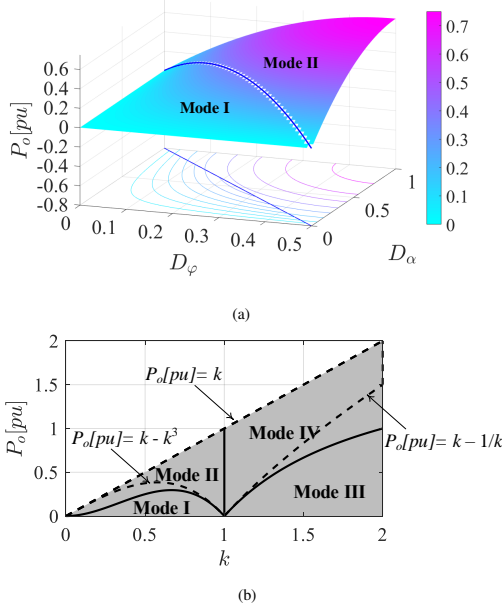 0.6
0.4
0.2
0
-0.2
-0.4
-0.6
-0.8
P_o[pu]
Mode I
Mode II
0
0.1
0.2
0.3
0.4
0.5
D_φ
0
0.5
1
D_α
0.7
0.6
0.5
0.4
0.3
0.2
0.1
0
(a)
2
1.5
1
0.5
0
P_o[pu]
P_o[pu]= k
P_o[pu]= k - k^3
Mode IV
P_o[pu]= k − 1/k
Mode II
Mode I
Mode III
0
0.5
1
1.5
2
k
(b)